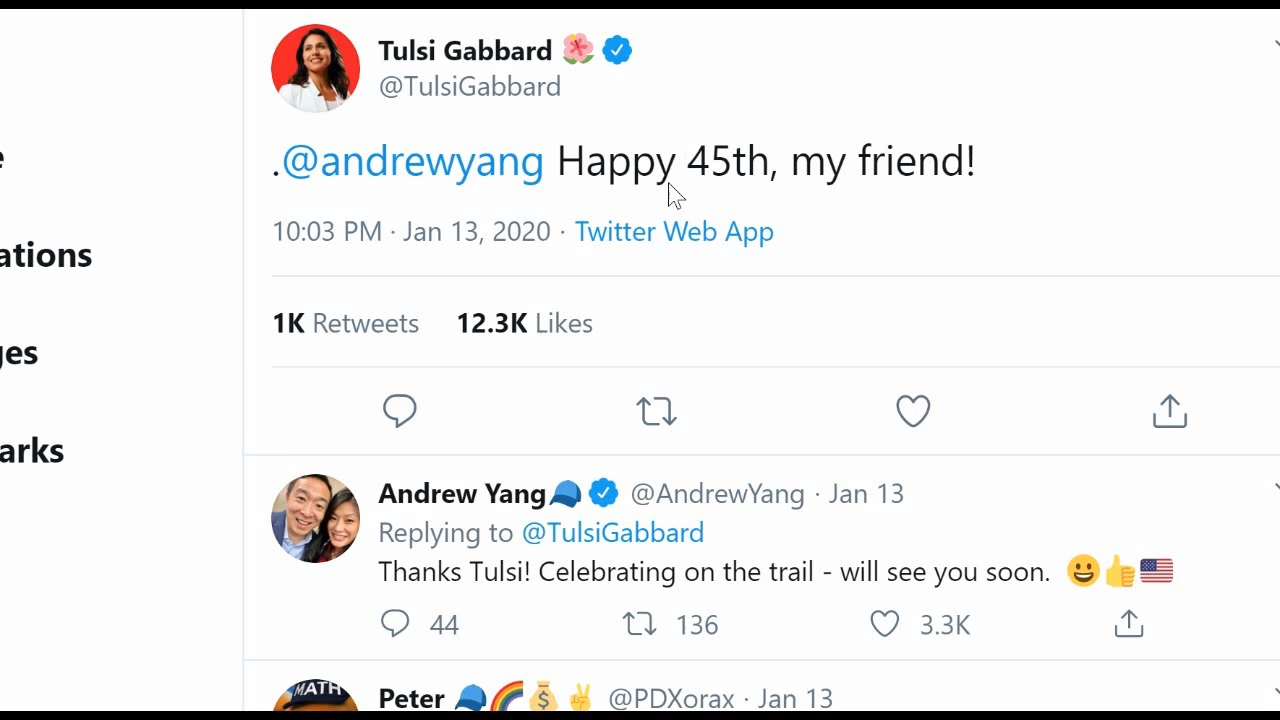 Tulsi Gabbard 🌺
@TulsiGabbard
.@andrewyang Happy 45th, my friend!
10:03 PM · Jan 13, 2020 · Twitter Web App
1K Retweets 12.3K Likes
e
ations
ges
arks
Andrew Yang🧢 @AndrewYang · Jan 13
Replying to @TulsiGabbard
Thanks Tulsi! Celebrating on the trail - will see you soon. 😀👍🇺🇸
44 136 3.3K
MATH
Peter 🧢🌈💰✌ @PDXorax · Jan 13